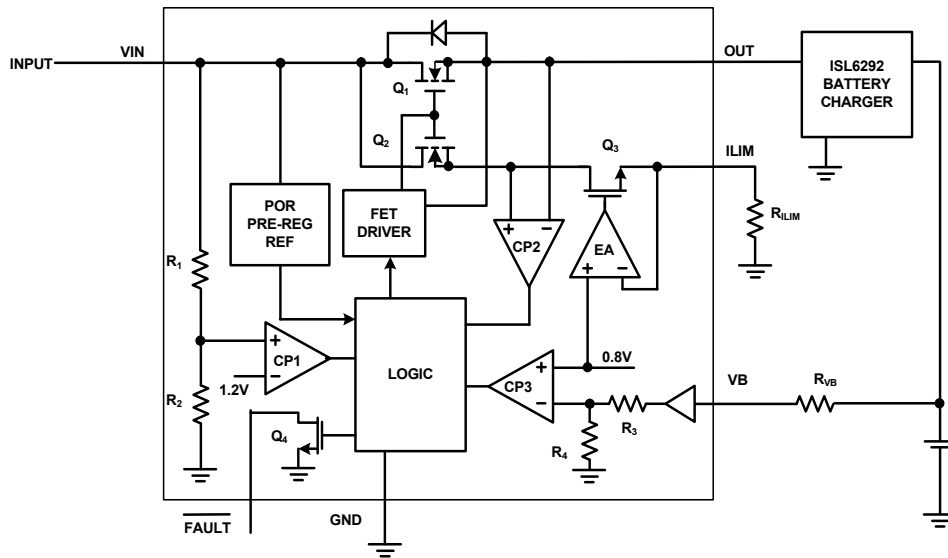 INPUT
VIN
OUT
ISL6292
BATTERY
CHARGER
Q1
Q2
Q3
ILIM
RILIM
POR
PRE-REG
REF
FET
DRIVER
+
−
CP2
EA
+
−
R1
+
CP1
−
1.2V
LOGIC
+
CP3
−
0.8V
VB
RVB
R2
R3
R4
Q4
FAULT
GND